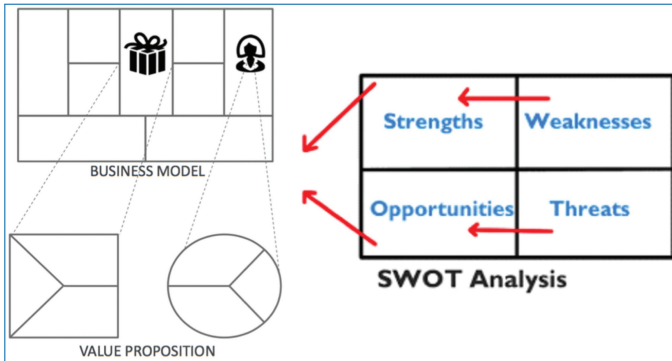 BUSINESS MODEL
VALUE PROPOSITION
Strengths
Weaknesses
Opportunities
Threats
SWOT Analysis